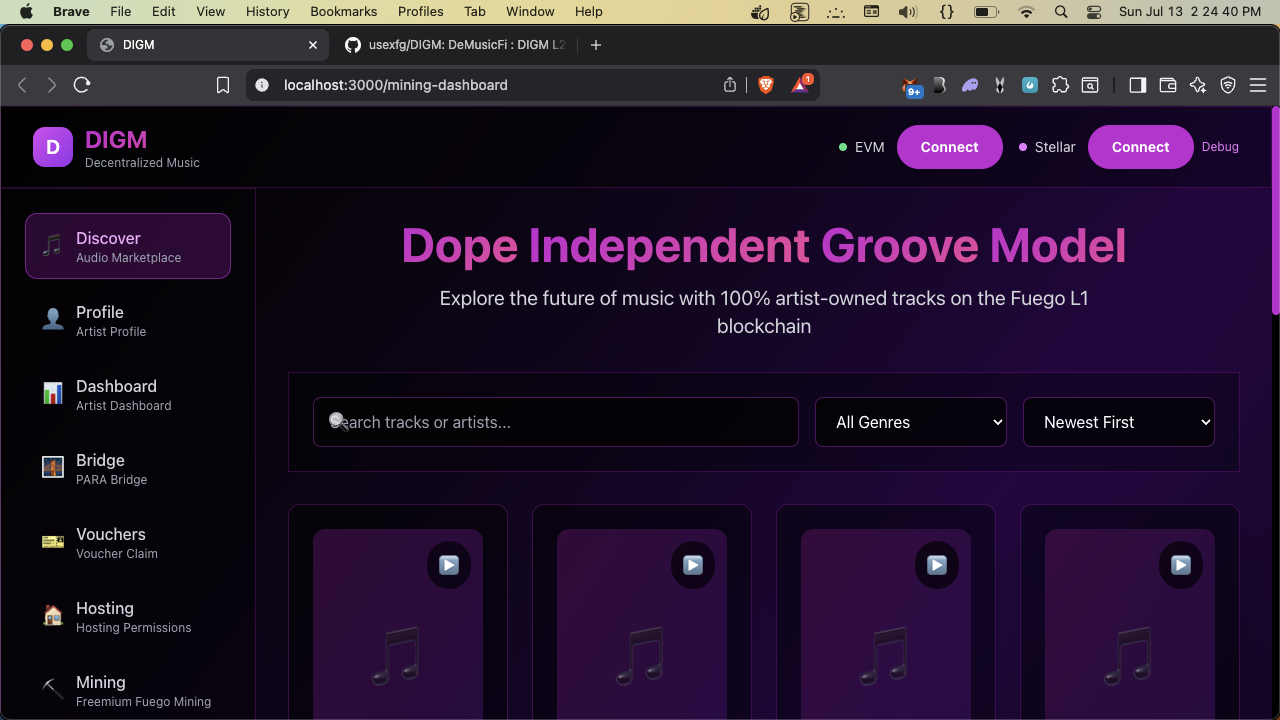 Brave File Edit View History Bookmarks Profiles Tab Window Help Sun Jul 13 2 24 40 PM
DIGM
usexfg/DIGM: DeMusicFi : DIGM L2
localhost:3000/mining-dashboard
1
9+
D
DIGM
Decentralized Music
EVM
Connect
Stellar
Connect
Debug
Discover
Audio Marketplace
Profile
Artist Profile
Dashboard
Artist Dashboard
Bridge
PARA Bridge
Vouchers
Voucher Claim
Hosting
Hosting Permissions
Mining
Freemium Fuego Mining
Dope Independent Groove Model
Explore the future of music with 100% artist-owned tracks on the Fuego L1
blockchain
Search tracks or artists...
All Genres
Newest First